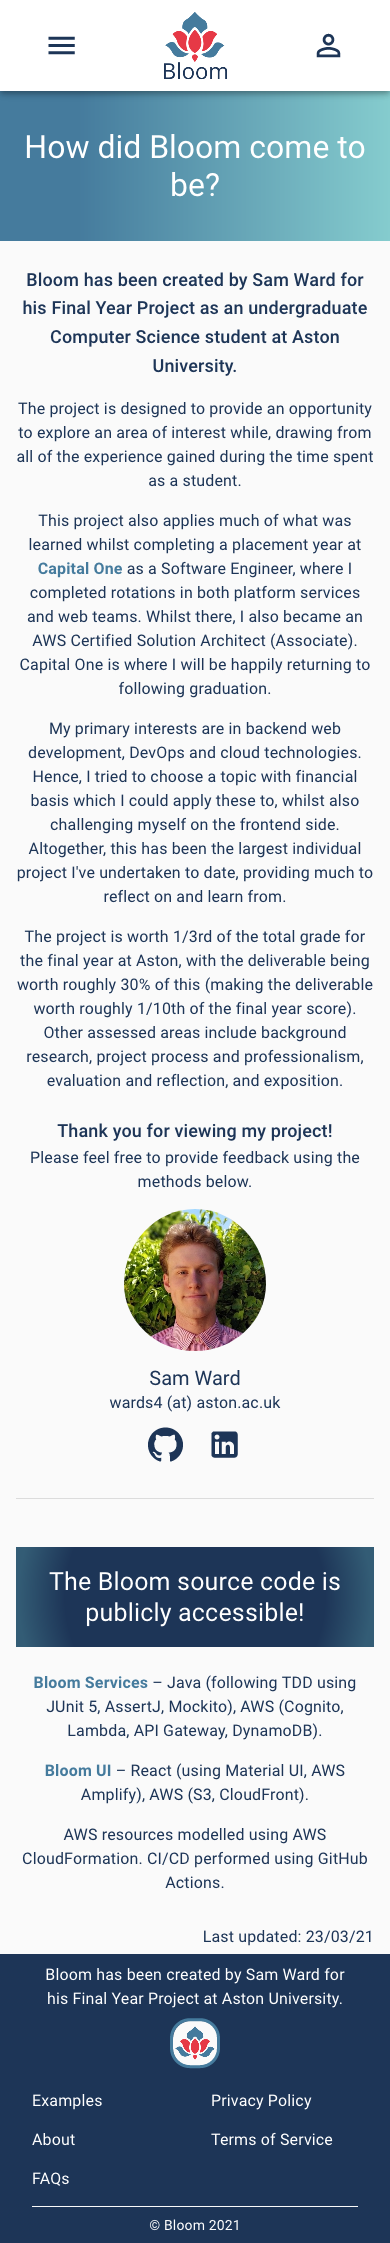 Bloom
How did Bloom come to
be?
Bloom has been created by Sam Ward for
his Final Year Project as an undergraduate
Computer Science student at Aston
University.
The project is designed to provide an opportunity
to explore an area of interest while, drawing from
all of the experience gained during the time spent
as a student.
This project also applies much of what was
learned whilst completing a placement year at
Capital One as a Software Engineer, where I
completed rotations in both platform services
and web teams. Whilst there, I also became an
AWS Certified Solution Architect (Associate).
Capital One is where I will be happily returning to
following graduation.
My primary interests are in backend web
development, DevOps and cloud technologies.
Hence, I tried to choose a topic with financial
basis which I could apply these to, whilst also
challenging myself on the frontend side.
Altogether, this has been the largest individual
project I've undertaken to date, providing much to
reflect on and learn from.
The project is worth 1/3rd of the total grade for
the final year at Aston, with the deliverable being
worth roughly 30% of this (making the deliverable
worth roughly 1/10th of the final year score).
Other assessed areas include background
research, project process and professionalism,
evaluation and reflection, and exposition.
Thank you for viewing my project!
Please feel free to provide feedback using the
methods below.
Sam Ward
wards4 (at) aston.ac.uk
in
The Bloom source code is
publicly accessible!
Bloom Services – Java (following TDD using
JUnit 5, AssertJ, Mockito), AWS (Cognito,
Lambda, API Gateway, DynamoDB).
Bloom UI – React (using Material UI, AWS
Amplify), AWS (S3, CloudFront).
AWS resources modelled using AWS
CloudFormation. CI/CD performed using GitHub
Actions.
Last updated: 23/03/21
Bloom has been created by Sam Ward for
his Final Year Project at Aston University.
Examples
Privacy Policy
About
Terms of Service
FAQs
© Bloom 2021